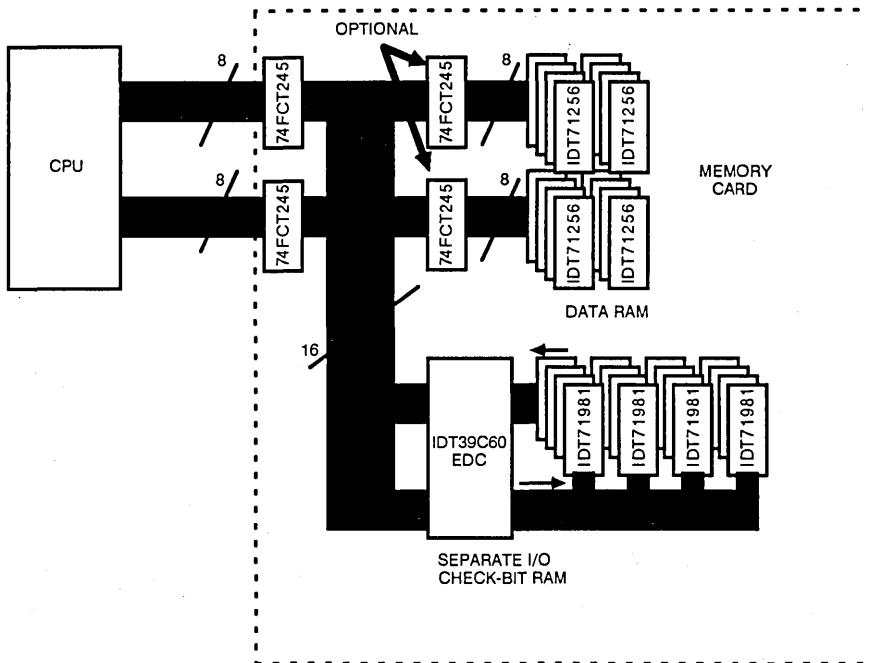 OPTIONAL
8
74FCT245
74FCT245
8
IDT71256
IDT71256
CPU
MEMORY
CARD
8
74FCT245
74FCT245
8
IDT71256
IDT71256
DATA RAM
16
IDT39C60
EDC
IDT71981
IDT71981
IDT71981
IDT71981
SEPARATE I/O
CHECK-BIT RAM